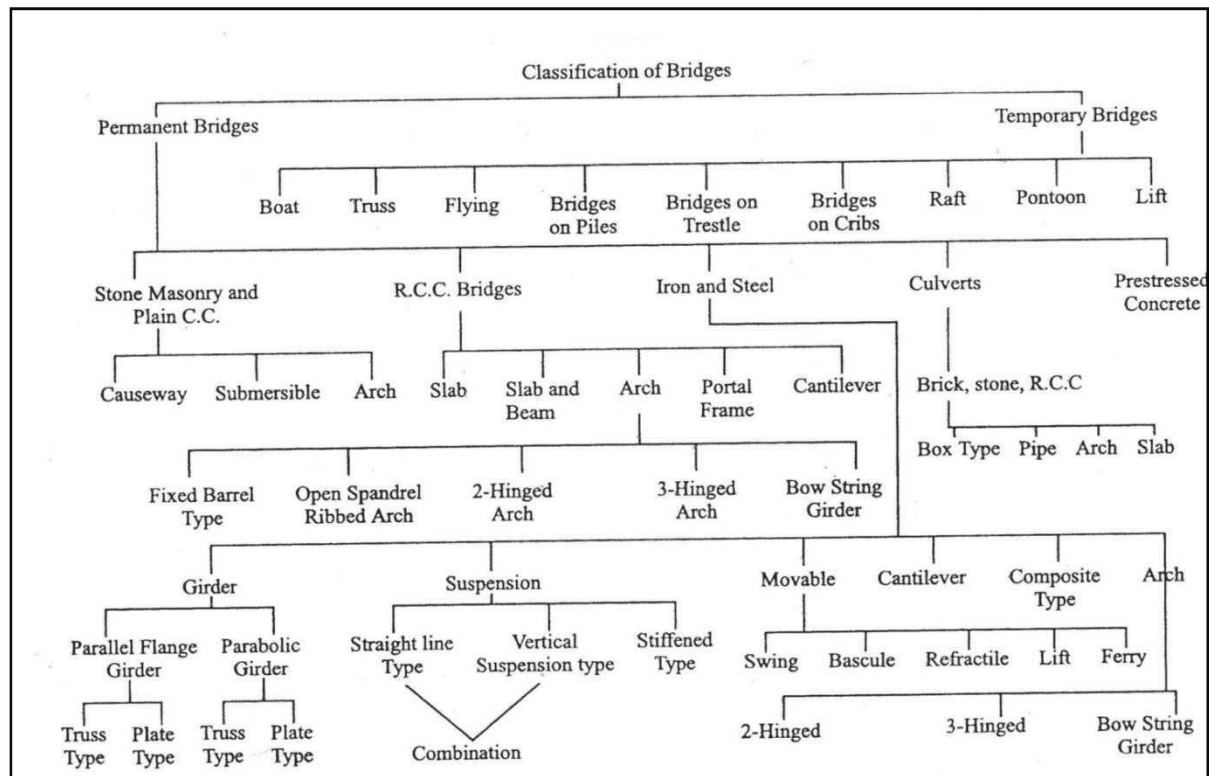 Classification of Bridges
Permanent Bridges
Temporary Bridges
Boat
Truss
Flying
Bridges
on Piles
Bridges on
Trestle
Bridges
on Cribs
Raft
Pontoon
Lift
Stone Masonry and
Plain C.C.
R.C.C. Bridges
Iron and Steel
Culverts
Prestressed
Concrete
Causeway
Submersible
Arch
Slab
Slab and
Beam
Arch
Portal
Frame
Cantilever
Brick, stone, R.C.C
Box Type
Pipe
Arch
Slab
Fixed Barrel
Type
Open Spandrel
Ribbed Arch
2-Hinged
Arch
3-Hinged
Arch
Bow String
Girder
Girder
Suspension
Movable
Cantilever
Composite
Type
Arch
Parallel Flange
Girder
Parabolic
Girder
Straight line
Type
Vertical
Suspension type
Stiffened
Type
Swing
Bascule
Refractile
Lift
Ferry
Truss
Type
Plate
Type
Truss
Type
Plate
Type
Combination
2-Hinged
3-Hinged
Bow String
Girder